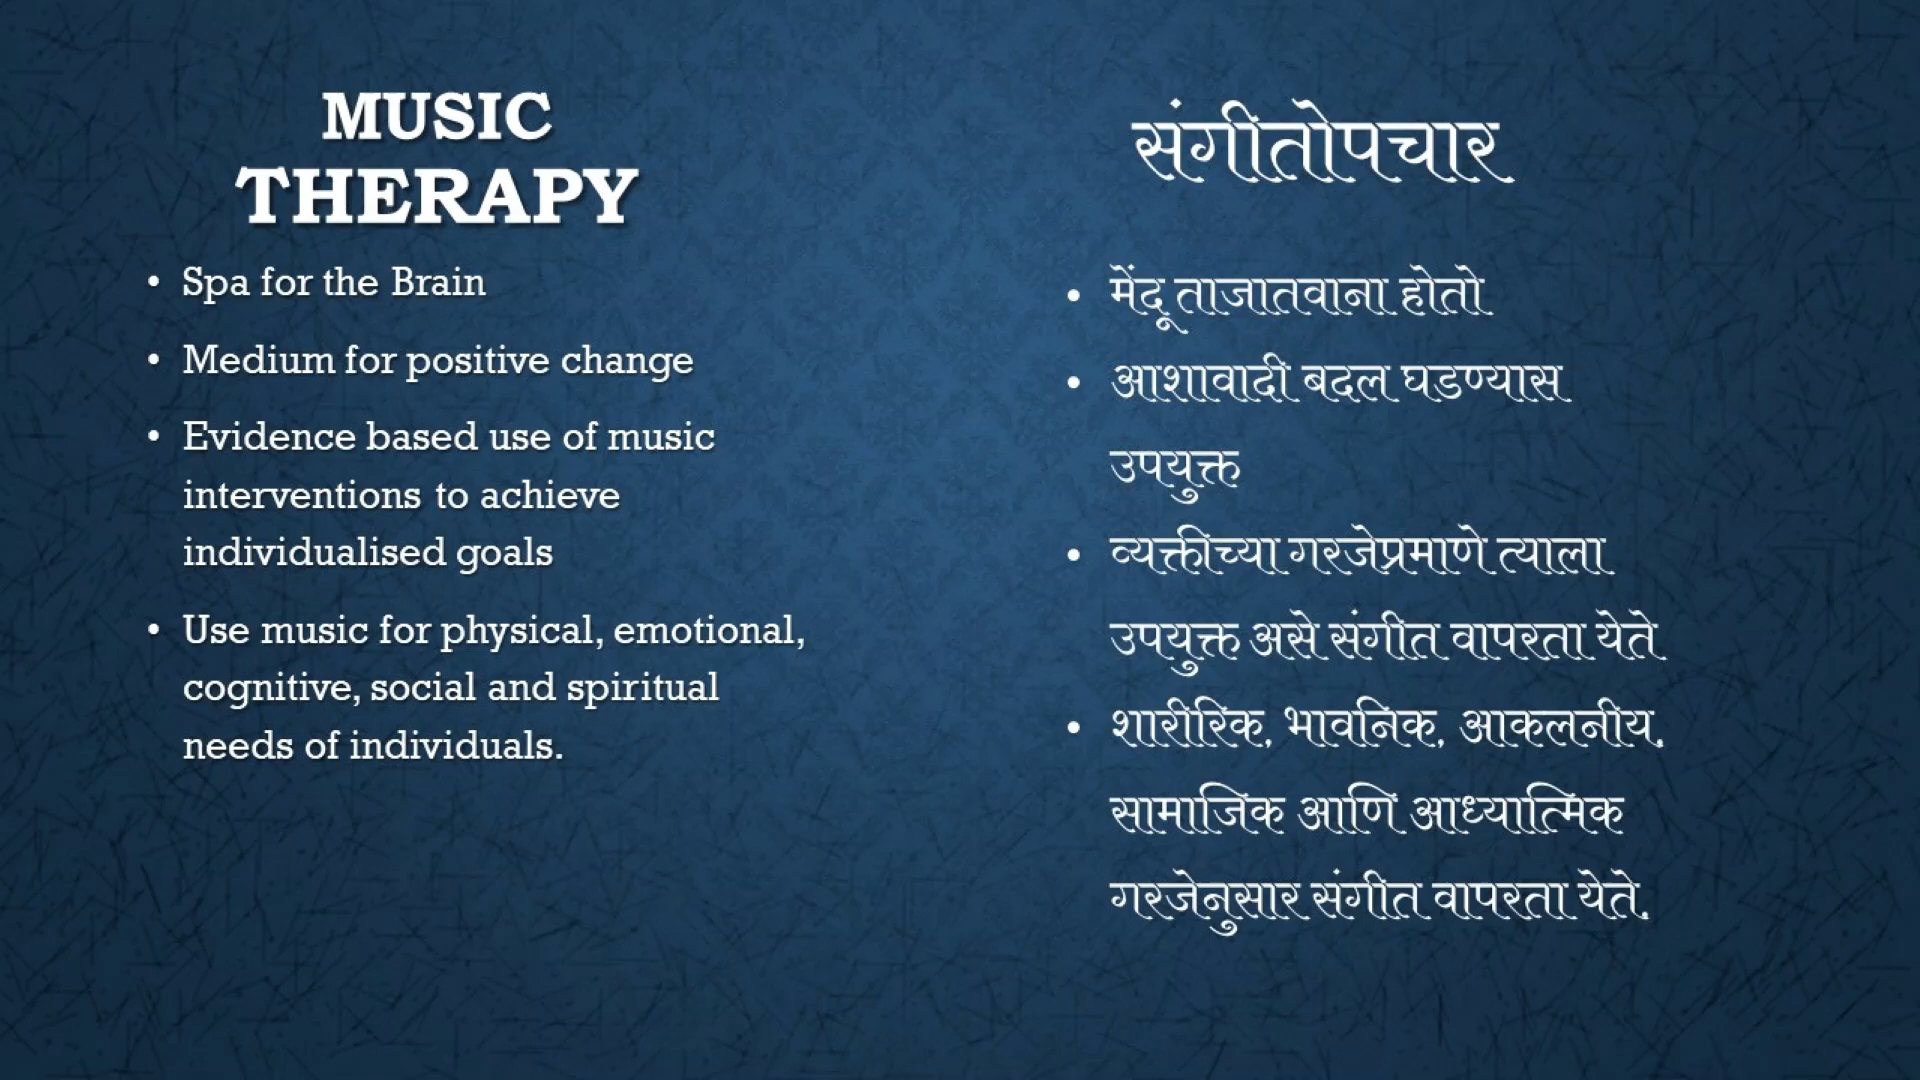 MUSIC
THERAPY
• Spa for the Brain
• Medium for positive change
• Evidence based use of music
interventions to achieve
individualised goals
• Use music for physical, emotional,
cognitive, social and spiritual
needs of individuals.
संगीतोपचार
• मेंदू ताजातवाना होतो
• आशावादी बदल घडण्यास
उपयुक्त
• व्यक्तीच्या गरजेप्रमाणे त्याला
उपयुक्त असे संगीत वापरता येते
• शारीरिक, भावनिक, आकलनीय,
सामाजिक आणि आध्यात्मिक
गरजेनुसार संगीत वापरता येते.